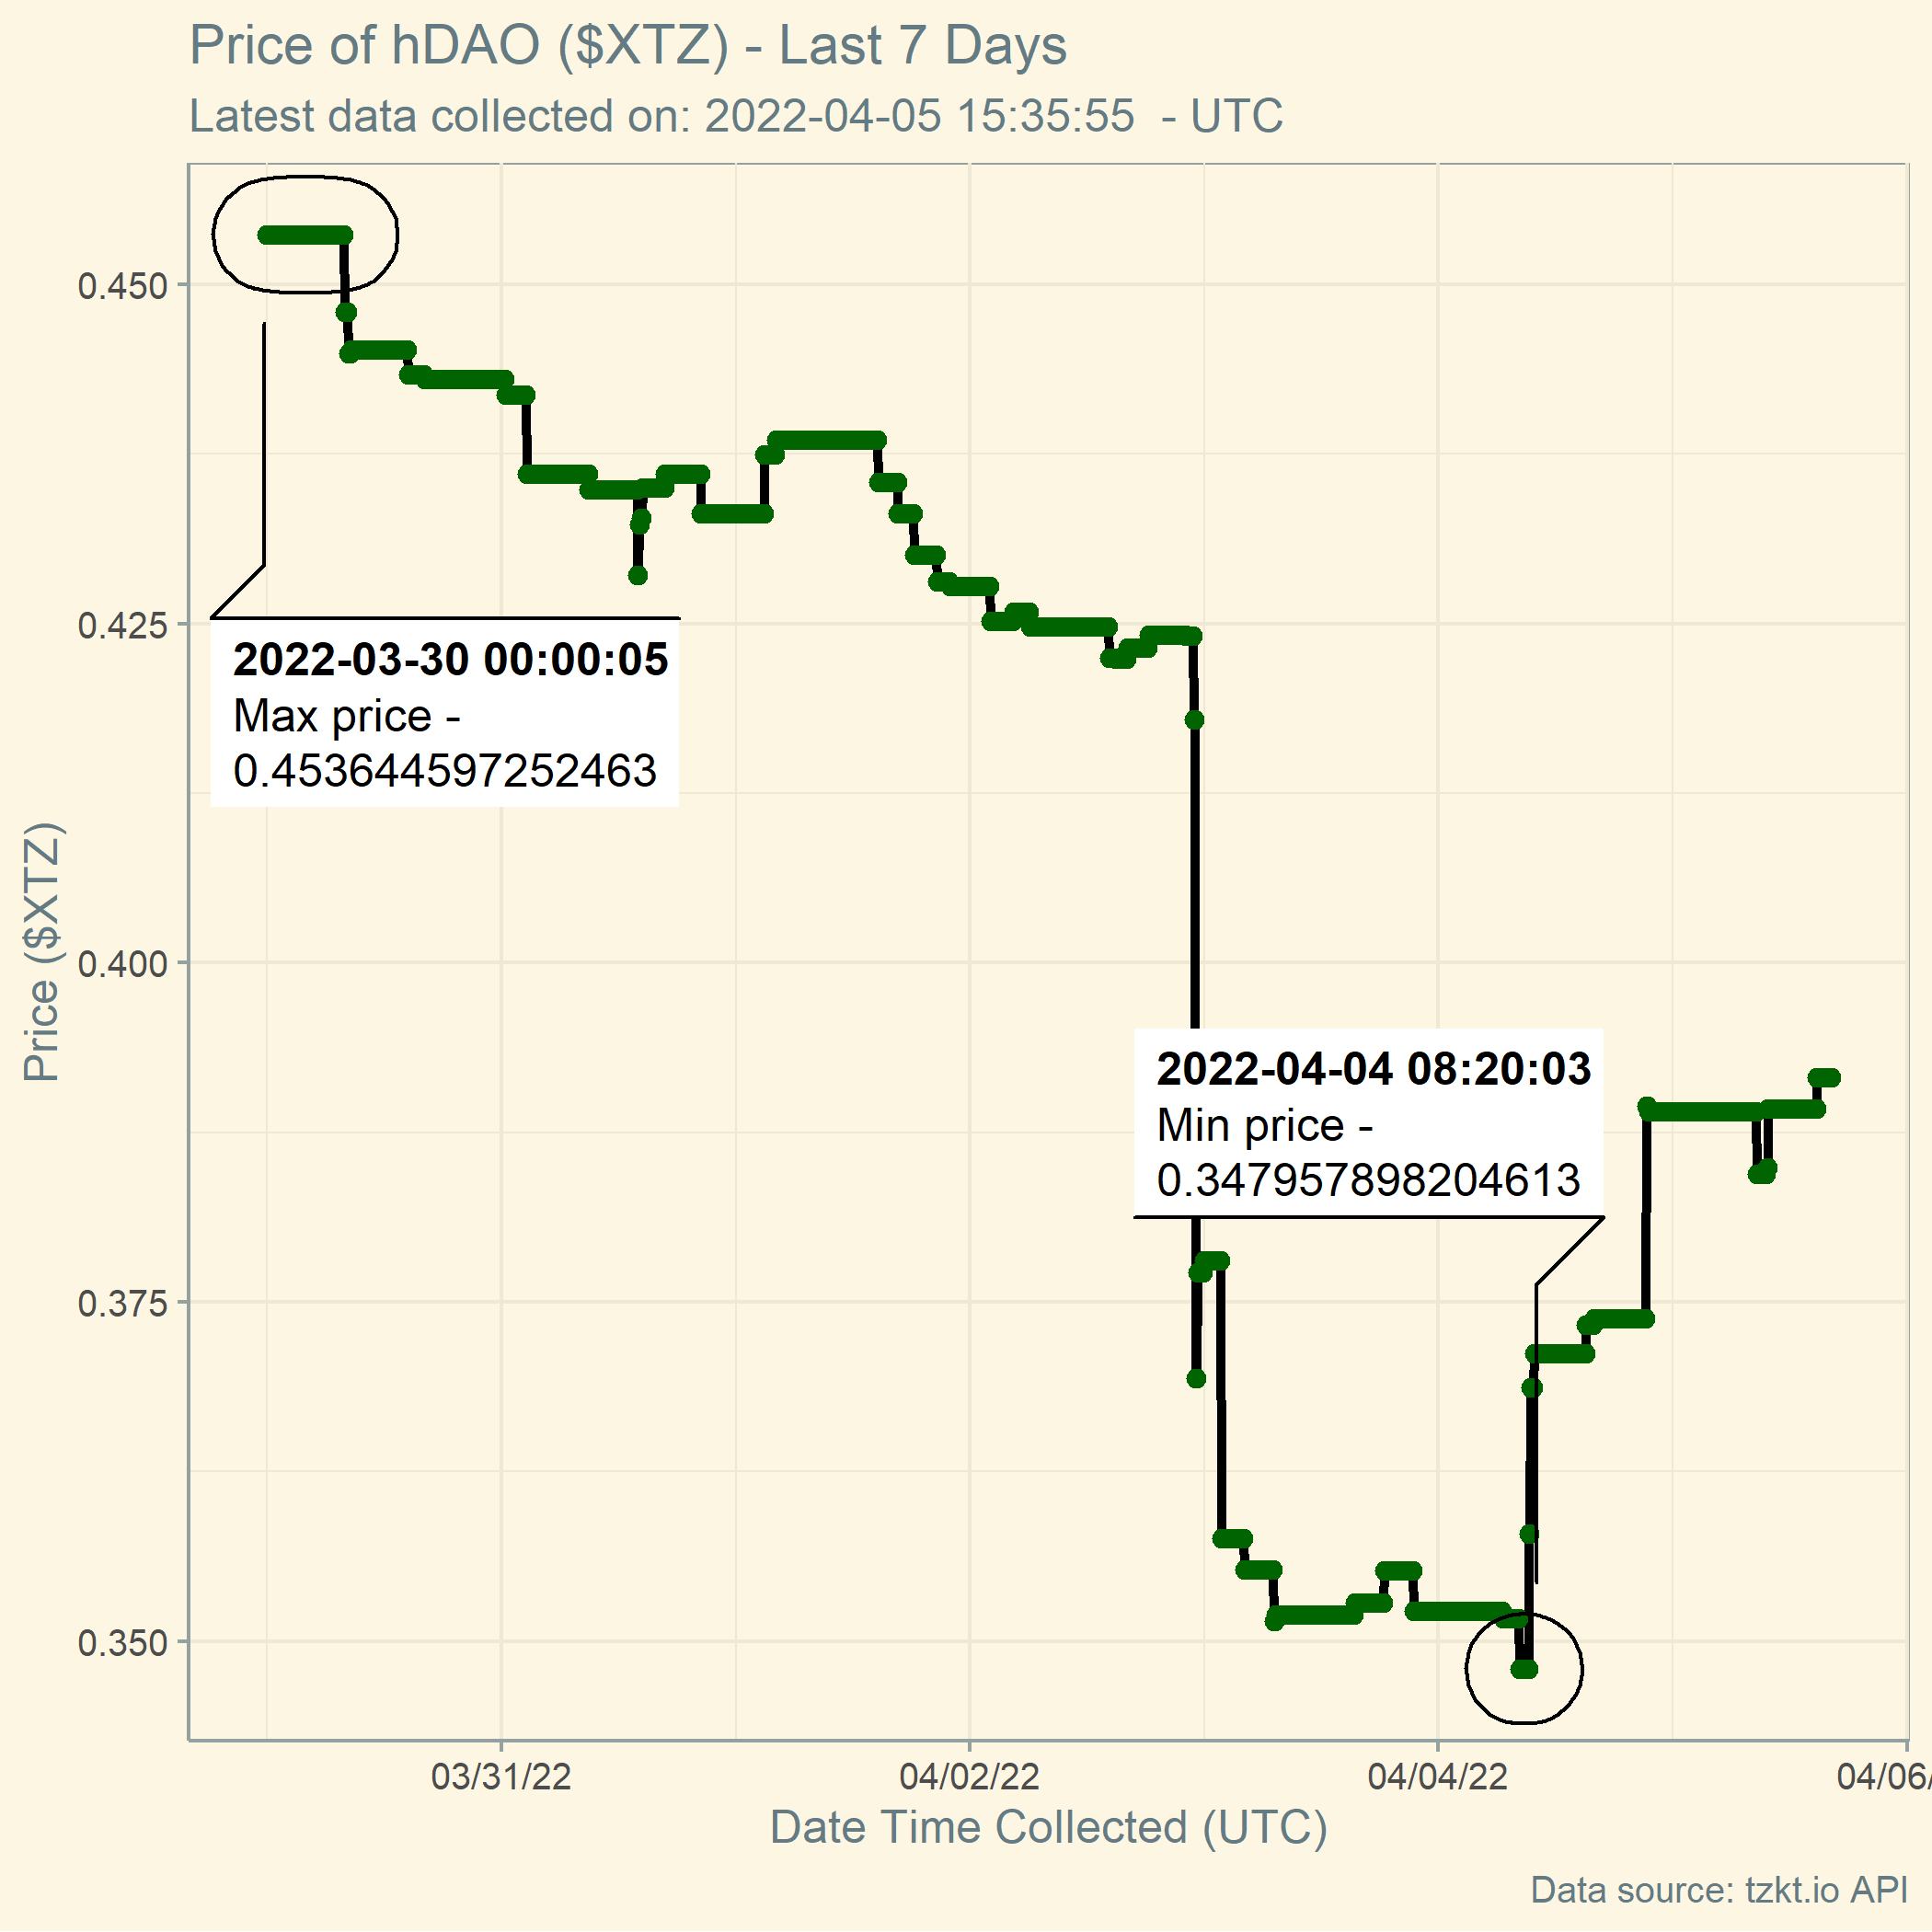 Price of hDAO ($XTZ) - Last 7 Days
Latest data collected on: 2022-04-05 15:35:55  - UTC
Price ($XTZ)
0.450
0.425
0.400
0.375
0.350
2022-03-30 00:00:05
Max price -
0.453644597252463
2022-04-04 08:20:03
Min price -
0.347957898204613
03/31/22
04/02/22
04/04/22
04/06/
Date Time Collected (UTC)
Data source: tzkt.io API